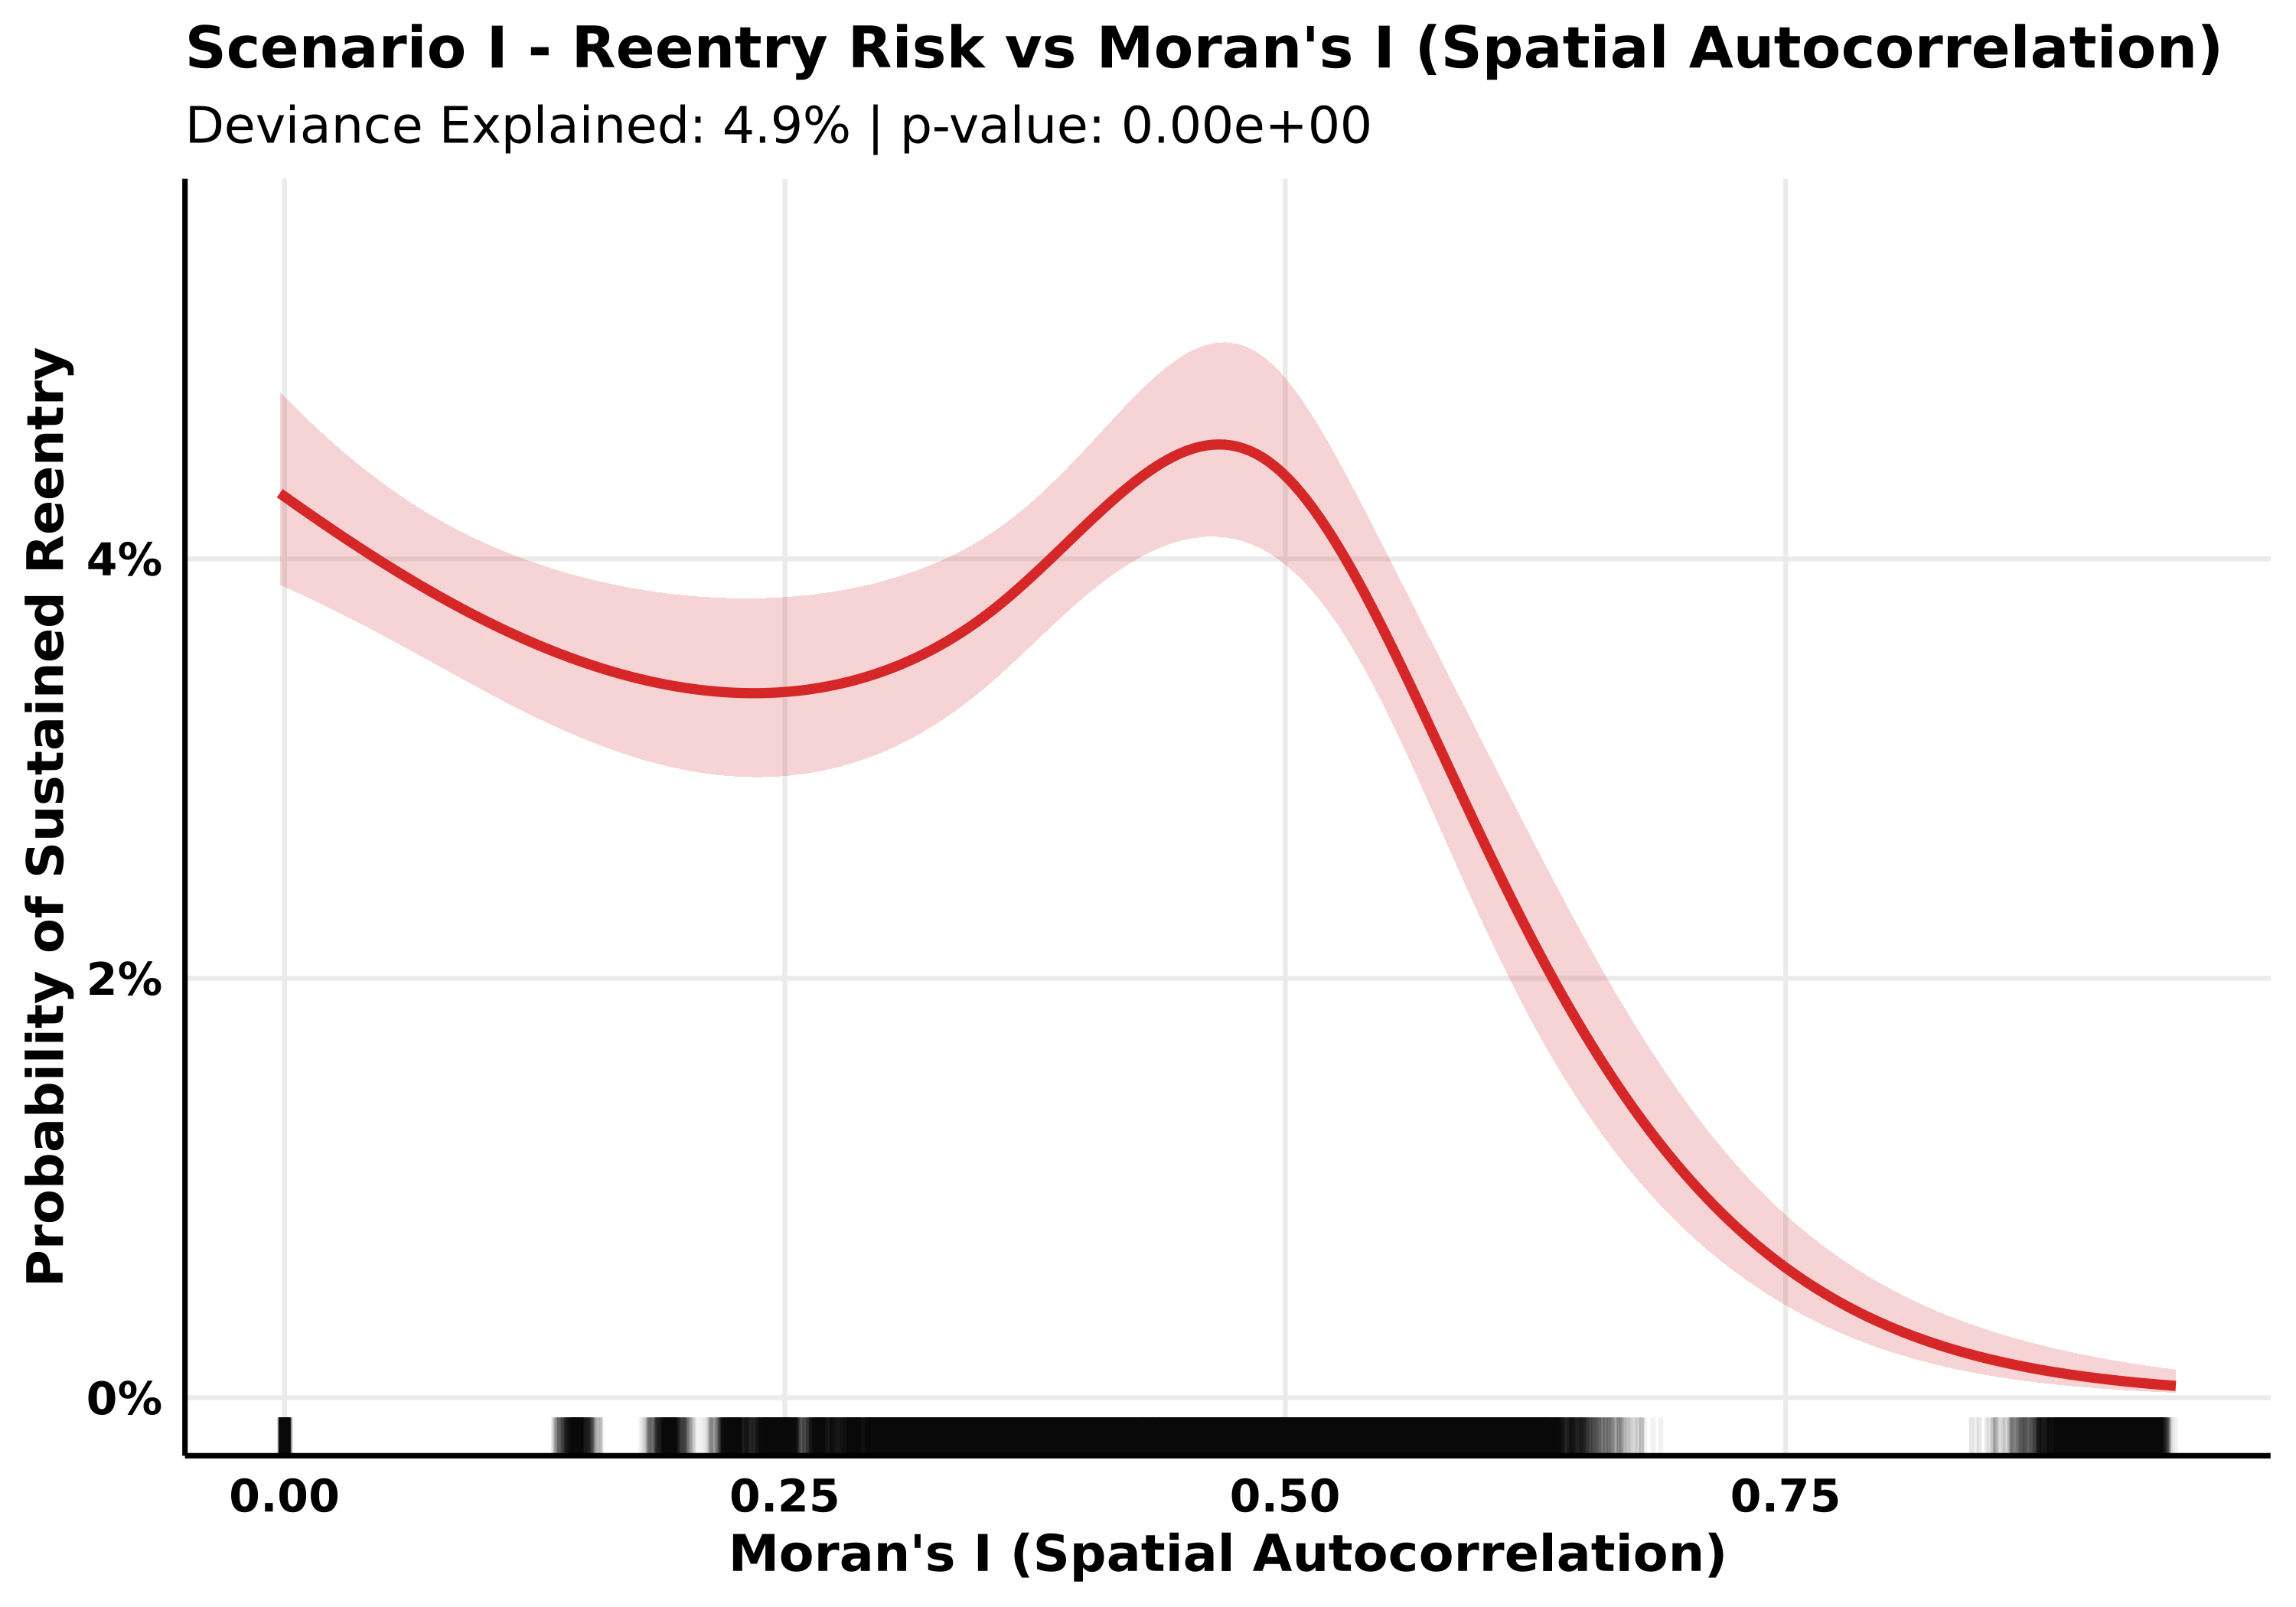 Scenario I - Reentry Risk vs Moran's I (Spatial Autocorrelation)
Deviance Explained: 4.9% | p-value: 0.00e+00
Probability of Sustained Reentry
4%
2%
0%
0.00
0.25
0.50
0.75
Moran's I (Spatial Autocorrelation)